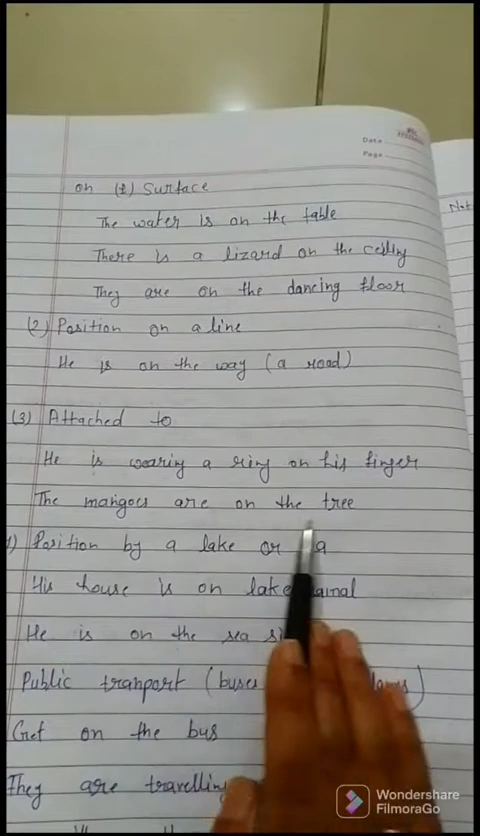 Date
Page
on (1) Surface
The water is on the table
There is a lizard on the ceiling
They are on the dancing floor
(2) Position on a line
He is on the way (a road)
(3) Attached to
He is wearing a ring on his finger
The mangoes are on the tree
Position by a lake or a
His house is on lake
He is on the sea
Public tranport (buses
Get on the bus
They are travelling
Not
Wondershare
FilmoraGo